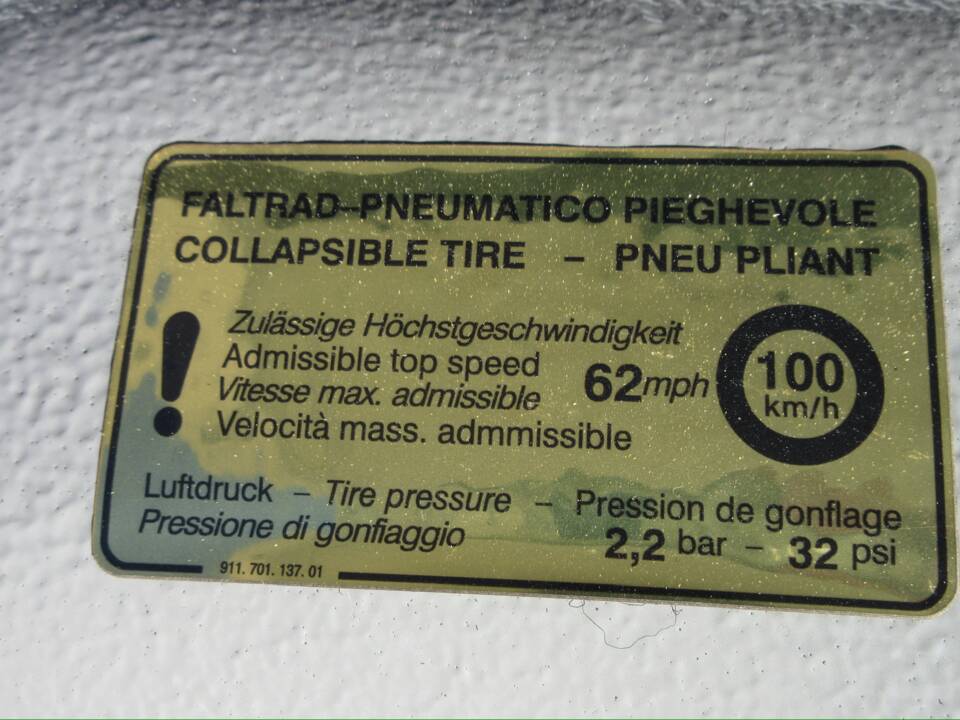 FALTRAD–PNEUMATICO PIEGHEVOLE
COLLAPSIBLE TIRE – PNEU PLIANT
! Zulässige Höchstgeschwindigkeit
Admissible top speed
Vitesse max. admissible
Velocità mass. admmissible
62 mph
100
km/h
Luftdruck – Tire pressure – Pression de gonflage
Pressione di gonfiaggio 2,2 bar – 32 psi
911. 701. 137. 01